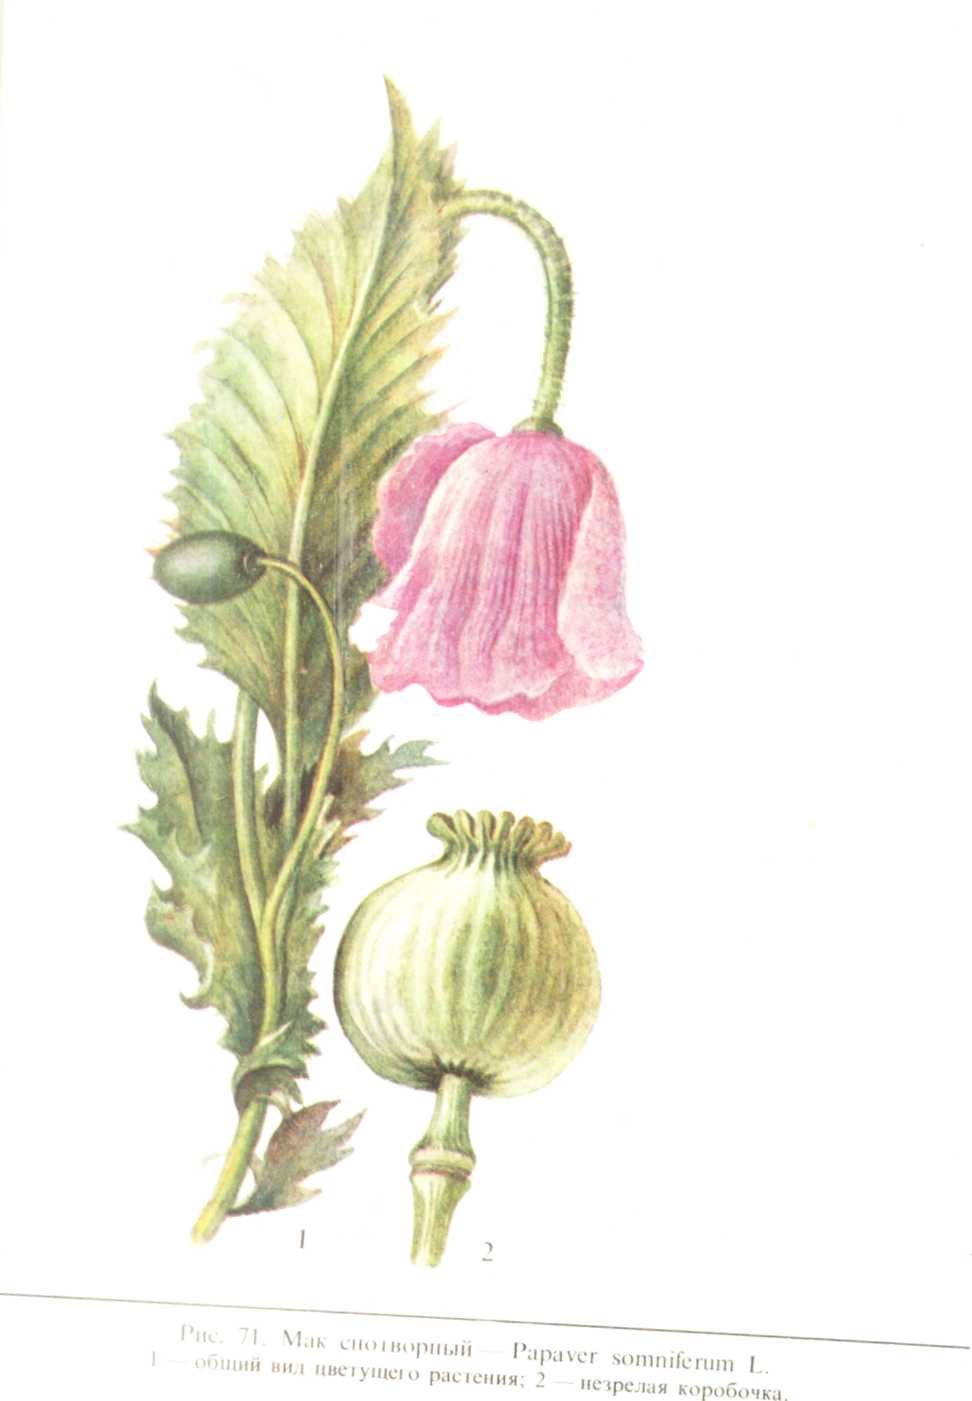 1
2
Рис. 71. Мак снотворный — Papaver somniferum L.
1 — общий вид цветущего растения; 2 — незрелая коробочка.